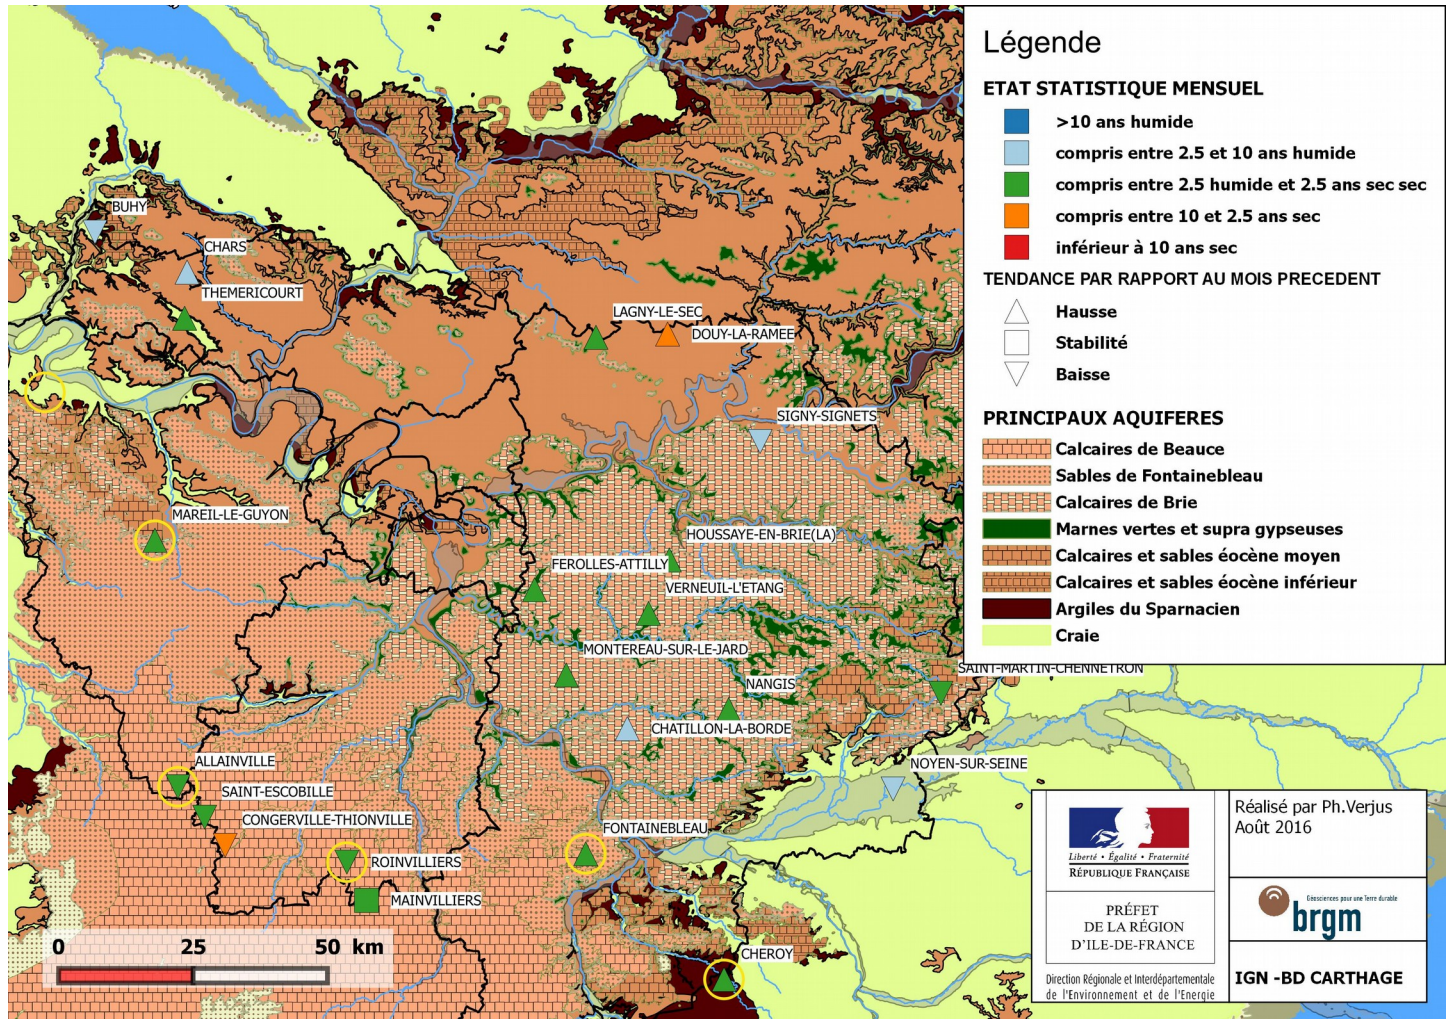 BUHY
CHARS
THEMERICOURT
LAGNY-LE-SEC
DOUY-LA-RAMEE
SIGNY-SIGNETS
MAREIL-LE-GUYON
HOUSSAYE-EN-BRIE(LA)
FEROLLES-ATTILLY
VERNEUIL-L'ETANG
MONTEREAU-SUR-LE-JARD
SAINT-MARTIN-CHENNETRON
NANGIS
CHATILLON-LA-BORDE
ALLAINVILLE
NOYEN-SUR-SEINE
SAINT-ESCOBILLE
CONGERVILLE-THIONVILLE
FONTAINEBLEAU
ROINVILLIERS
MAINVILLIERS
CHEROY
0 25 50 km
Légende
ETAT STATISTIQUE MENSUEL
>10 ans humide
compris entre 2.5 et 10 ans humide
compris entre 2.5 humide et 2.5 ans sec sec
compris entre 10 et 2.5 ans sec
inférieur à 10 ans sec
TENDANCE PAR RAPPORT AU MOIS PRECEDENT
Hausse
Stabilité
Baisse
PRINCIPAUX AQUIFERES
Calcaires de Beauce
Sables de Fontainebleau
Calcaires de Brie
Marnes vertes et supra gypseuses
Calcaires et sables éocène moyen
Calcaires et sables éocène inférieur
Argiles du Sparnacien
Craie
Liberté • Égalité • Fraternité
RÉPUBLIQUE FRANÇAISE
PRÉFET
DE LA RÉGION
D'ILE-DE-FRANCE
Direction Régionale et Interdépartementale
de l'Environnement et de l'Energie
Réalisé par Ph.Verjus
Août 2016
Géosciences pour une Terre durable
brgm
IGN -BD CARTHAGE